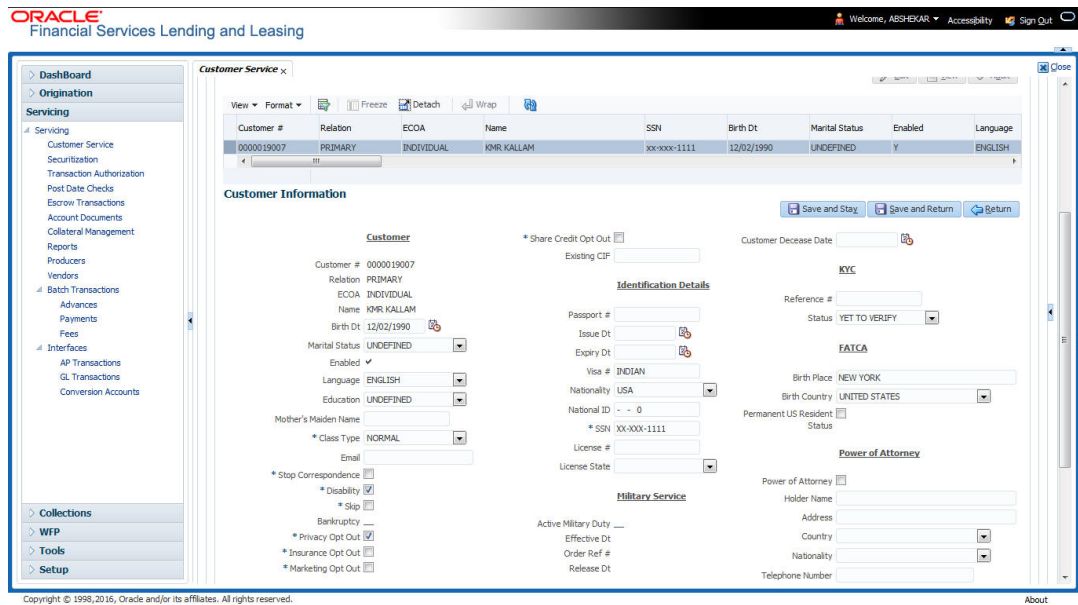 ORACLE
Financial Services Lending and Leasing
Welcome, ABSHEKAR
Accessibility
Sign Out
Close
DashBoard
Origination
Servicing
Servicing
Customer Service
Securitization
Transaction Authorization
Post Date Checks
Escrow Transactions
Account Documents
Collateral Management
Reports
Producers
Vendors
Batch Transactions
Advances
Payments
Fees
Interfaces
AP Transactions
GL Transactions
Conversion Accounts
Collections
WFP
Tools
Setup
Customer Service x
View Format Freeze Detach Wrap
Customer # Relation ECOA Name SSN Birth Dt Marital Status Enabled Language
0000019007 PRIMARY INDIVIDUAL KMR KALLAM xx-xxx-1111 12/02/1990 UNDEFINED Y ENGLISH
Customer Information
Save and Stay Save and Return Return
Customer
Customer # 0000019007
Relation PRIMARY
ECOA INDIVIDUAL
Name KMR KALLAM
Birth Dt 12/02/1990
Marital Status UNDEFINED
Enabled
Language ENGLISH
Education UNDEFINED
Mother's Maiden Name
* Class Type NORMAL
Email
* Stop Correspondence
* Disability
* Skip
Bankruptcy
* Privacy Opt Out
* Insurance Opt Out
* Marketing Opt Out
* Share Credit Opt Out
Existing CIF
Identification Details
Passport #
Issue Dt
Expiry Dt
Visa # INDIAN
Nationality USA
National ID - - 0
* SSN XX-XXX-1111
License #
License State
Military Service
Active Military Duty
Effective Dt
Order Ref #
Release Dt
Customer Decease Date
KYC
Reference #
Status YET TO VERIFY
FATCA
Birth Place NEW YORK
Birth Country UNITED STATES
Permanent US Resident
Status
Power of Attorney
Power of Attorney
Holder Name
Address
Country
Nationality
Telephone Number
Copyright © 1998,2016, Oracle and/or its affiliates. All rights reserved.
About